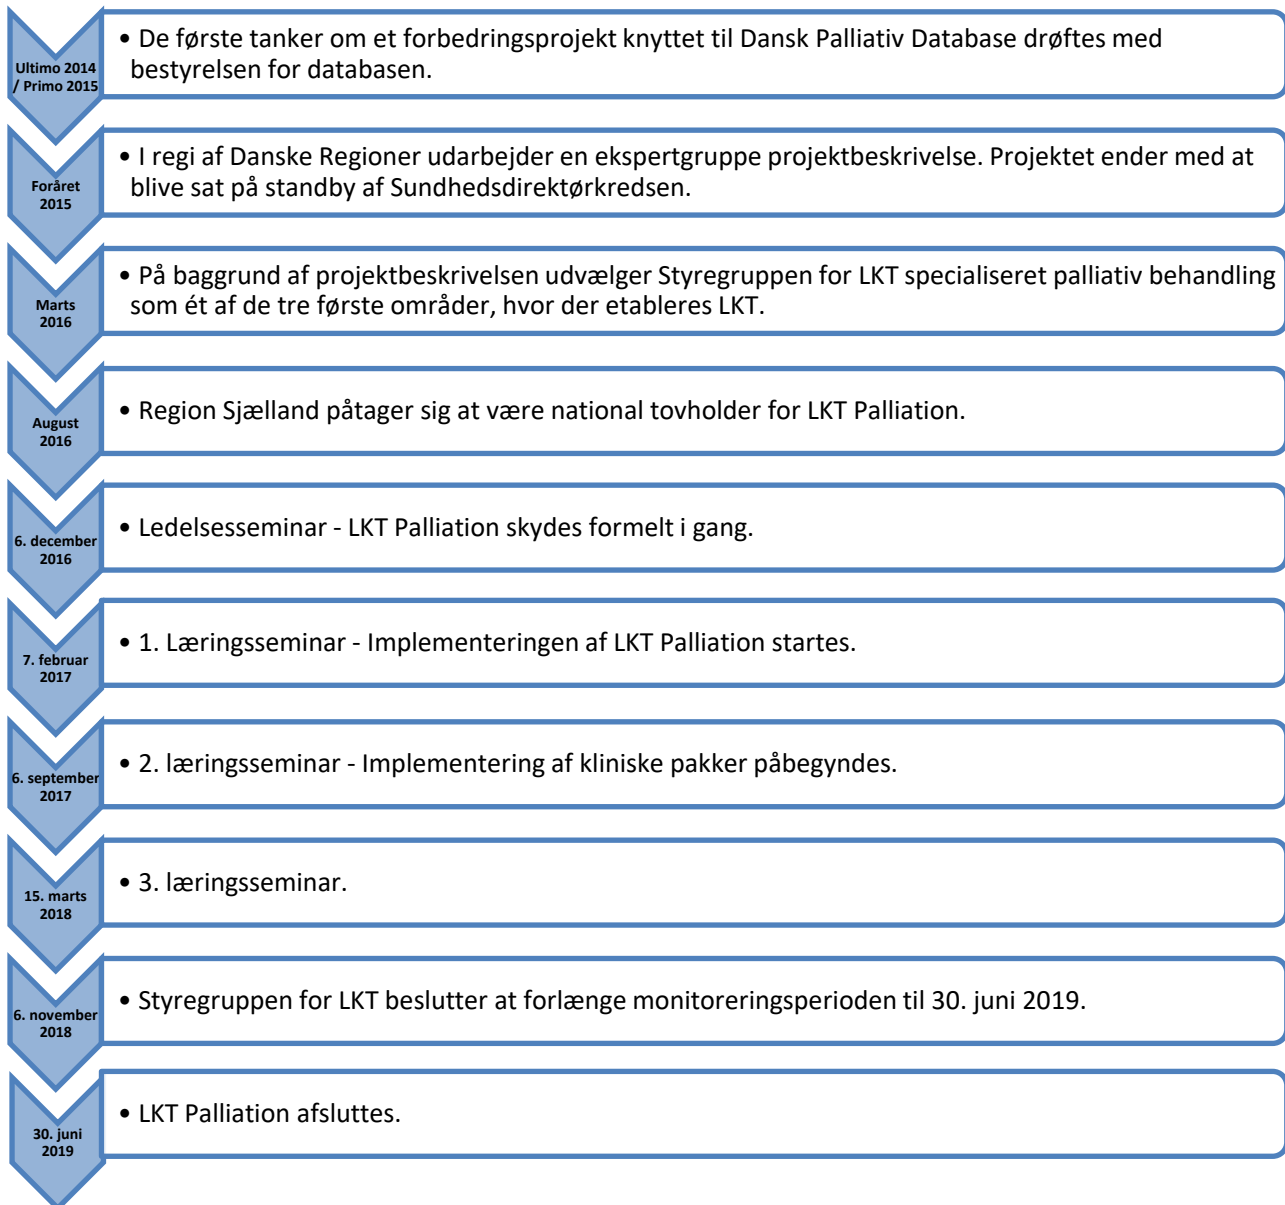 Ultimo 2014
/ Primo 2015
• De første tanker om et forbedringsprojekt knyttet til Dansk Palliativ Database drøftes med
bestyrelsen for databasen.
Foråret
2015
• I regi af Danske Regioner udarbejder en ekspertgruppe projektbeskrivelse. Projektet ender med at
blive sat på standby af Sundhedsdirektørkredsen.
Marts
2016
• På baggrund af projektbeskrivelsen udvælger Styregruppen for LKT specialiseret palliativ behandling
som ét af de tre første områder, hvor der etableres LKT.
August
2016
• Region Sjælland påtager sig at være national tovholder for LKT Palliation.
6. december
2016
• Ledelsesseminar - LKT Palliation skydes formelt i gang.
7. februar
2017
• 1. Læringsseminar - Implementeringen af LKT Palliation startes.
6. september
2017
• 2. læringsseminar - Implementering af kliniske pakker påbegyndes.
15. marts
2018
• 3. læringsseminar.
6. november
2018
• Styregruppen for LKT beslutter at forlænge monitoreringsperioden til 30. juni 2019.
30. juni
2019
• LKT Palliation afsluttes.